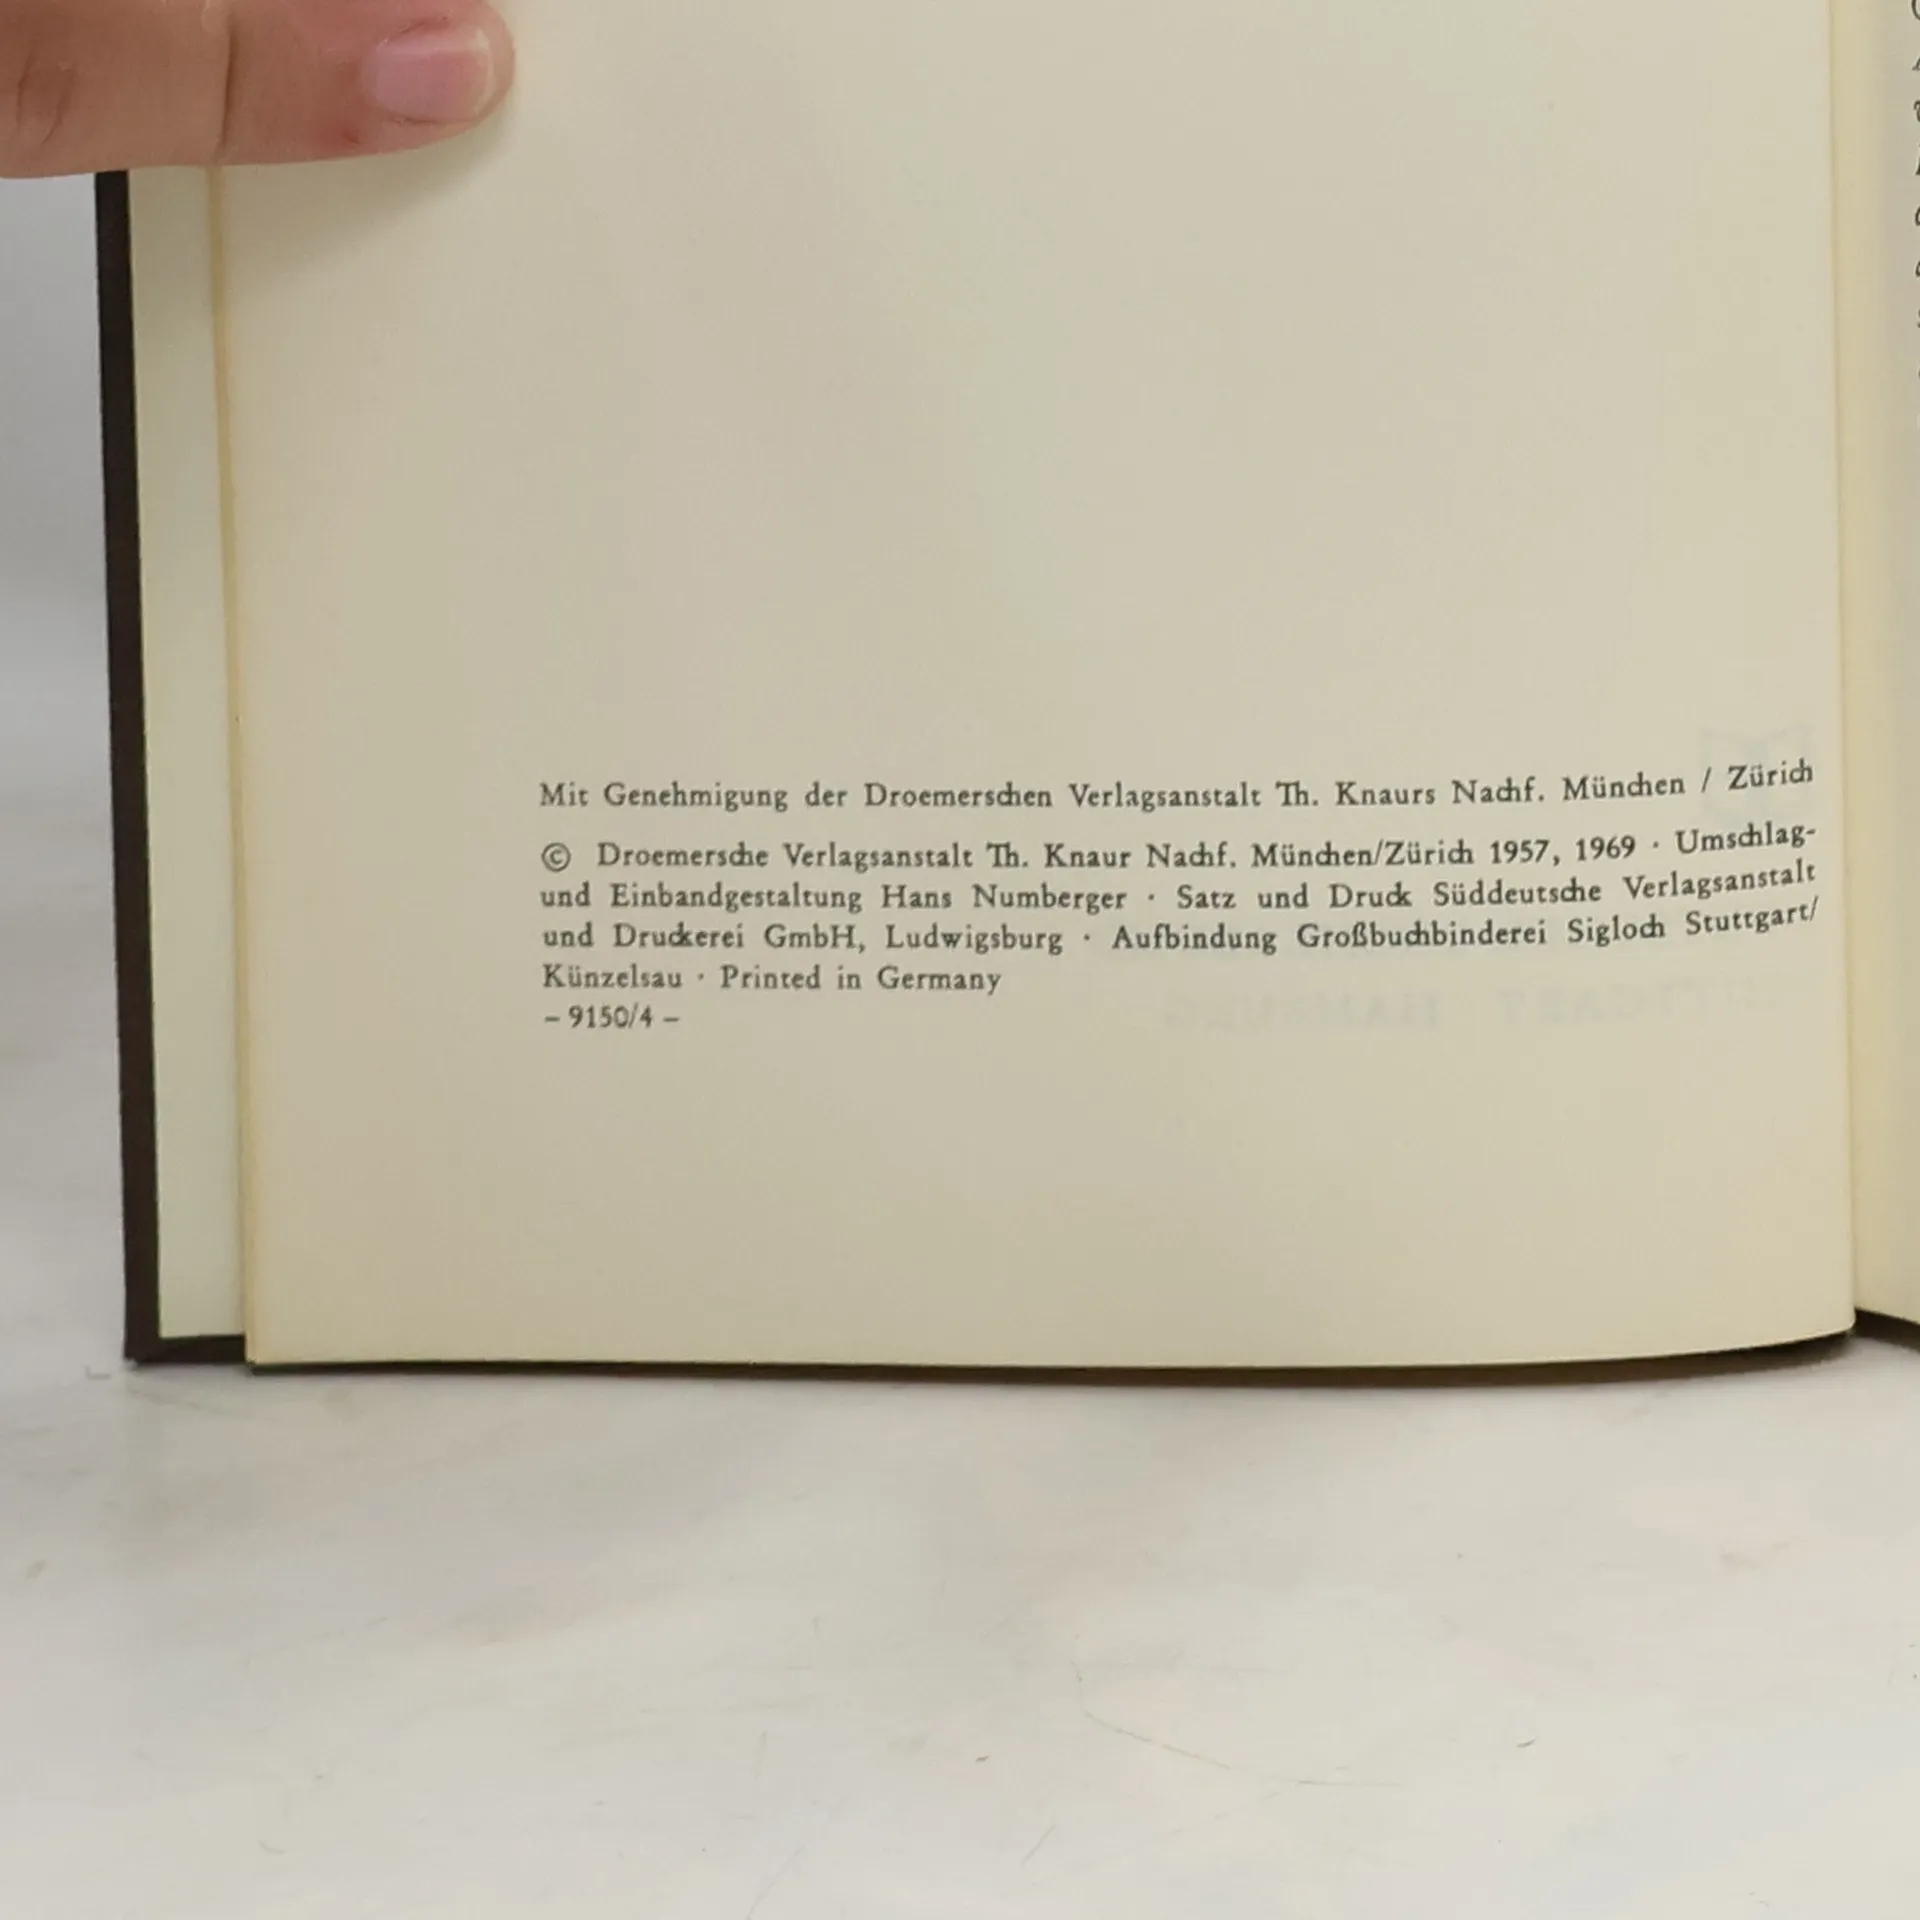 Mit Genehmigung der Droemerschen Verlagsanstalt Th. Knaurs Nachf. München / Zürich
© Droemersche Verlagsanstalt Th. Knaur Nachf. München/Zürich 1957, 1969 · Umschlag-
und Einbandgestaltung Hans Numberger · Satz und Druck Süddeutsche Verlagsanstalt
und Druckerei GmbH, Ludwigsburg · Aufbindung Großbuchbinderei Sigloch Stuttgart/
Künzelsau · Printed in Germany
– 9150/4 –